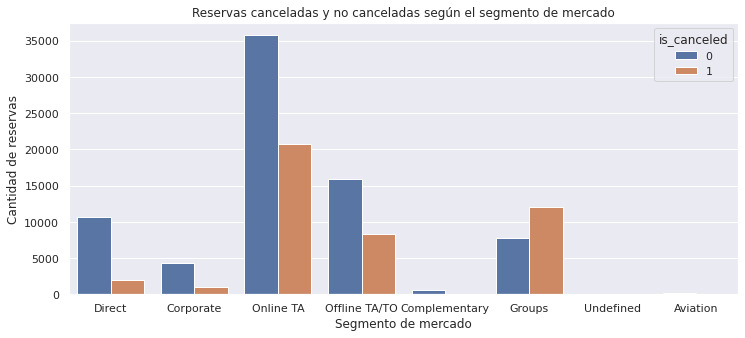 Reservas canceladas y no canceladas según el segmento de mercado
is_canceled
0
1
Cantidad de reservas
35000
30000
25000
20000
15000
10000
5000
0
Direct Corporate Online TA Offline TA/TO Complementary Groups Undefined Aviation
Segmento de mercado